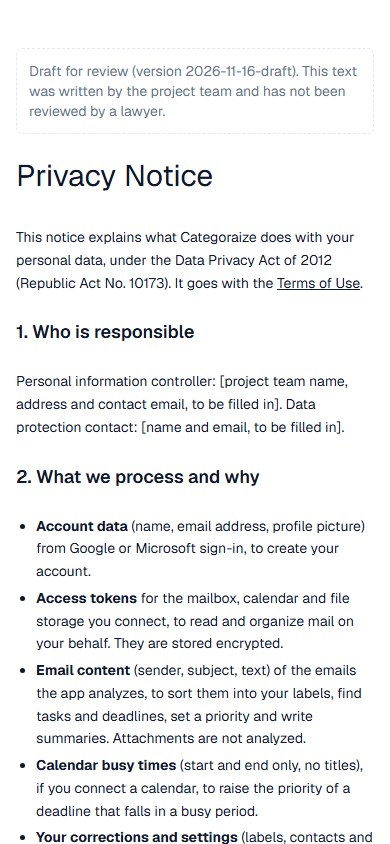 Draft for review (version 2026-11-16-draft). This text
was written by the project team and has not been
reviewed by a lawyer.
Privacy Notice
This notice explains what Categoraize does with your
personal data, under the Data Privacy Act of 2012
(Republic Act No. 10173). It goes with the Terms of Use.
1. Who is responsible
Personal information controller: [project team name,
address and contact email, to be filled in]. Data
protection contact: [name and email, to be filled in].
2. What we process and why
• Account data (name, email address, profile picture)
from Google or Microsoft sign-in, to create your
account.
• Access tokens for the mailbox, calendar and file
storage you connect, to read and organize mail on
your behalf. They are stored encrypted.
• Email content (sender, subject, text) of the emails
the app analyzes, to sort them into your labels, find
tasks and deadlines, set a priority and write
summaries. Attachments are not analyzed.
• Calendar busy times (start and end only, no titles),
if you connect a calendar, to raise the priority of a
deadline that falls in a busy period.
• Your corrections and settings (labels, contacts and